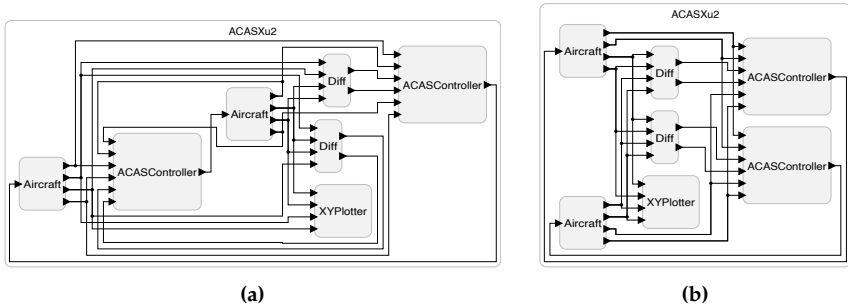 ACASXu2
Aircraft
ACASController
Aircraft
Diff
Diff
XYPlotter
ACASController
(a)
ACASXu2
Aircraft
Diff
Diff
Aircraft
XYPlotter
ACASController
ACASController
(b)